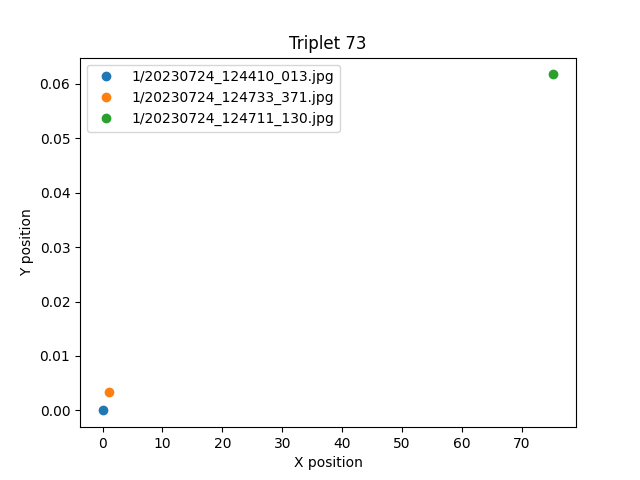 Triplet 73
1/20230724_124410_013.jpg
1/20230724_124733_371.jpg
1/20230724_124711_130.jpg
0.06
0.05
0.04
0.03
0.02
0.01
0.00
Y position
0 10 20 30 40 50 60 70
X position